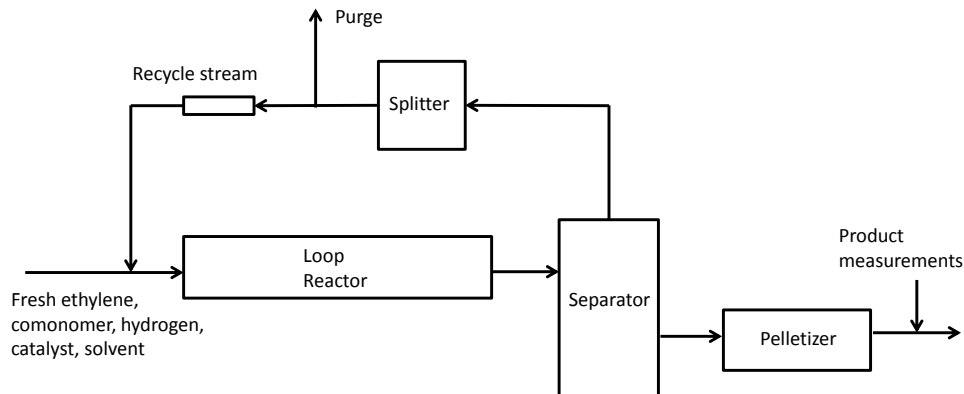 Purge
Recycle stream
Splitter
Loop
Reactor
Product
measurements
Fresh ethylene,
comonomer, hydrogen,
catalyst, solvent
Separator
Pelletizer